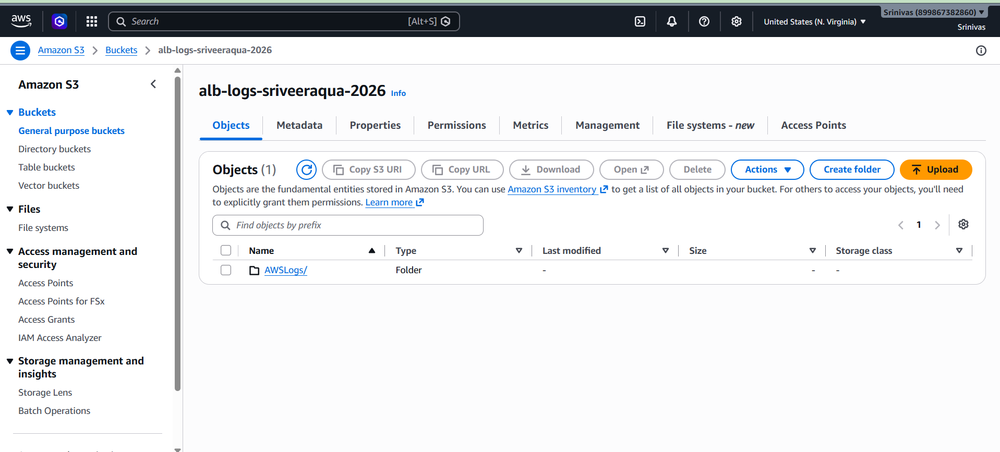 aws
Search [Alt+S]
United States (N. Virginia)
Srinivas (899867382860)
Srinivas
Amazon S3 > Buckets > alb-logs-sriveeraqua-2026
Amazon S3
Buckets
General purpose buckets
Directory buckets
Table buckets
Vector buckets
Files
File systems
Access management and
security
Access Points
Access Points for FSx
Access Grants
IAM Access Analyzer
Storage management and
insights
Storage Lens
Batch Operations
alb-logs-sriveeraqua-2026 Info
Objects Metadata Properties Permissions Metrics Management File systems - new Access Points
Objects (1) Copy S3 URI Copy URL Download Open Delete Actions Create folder Upload
Objects are the fundamental entities stored in Amazon S3. You can use Amazon S3 inventory to get a list of all objects in your bucket. For others to access your objects, you'll need
to explicitly grant them permissions. Learn more
Find objects by prefix
1
Name Type Last modified Size Storage class
AWSLogs/ Folder - - -